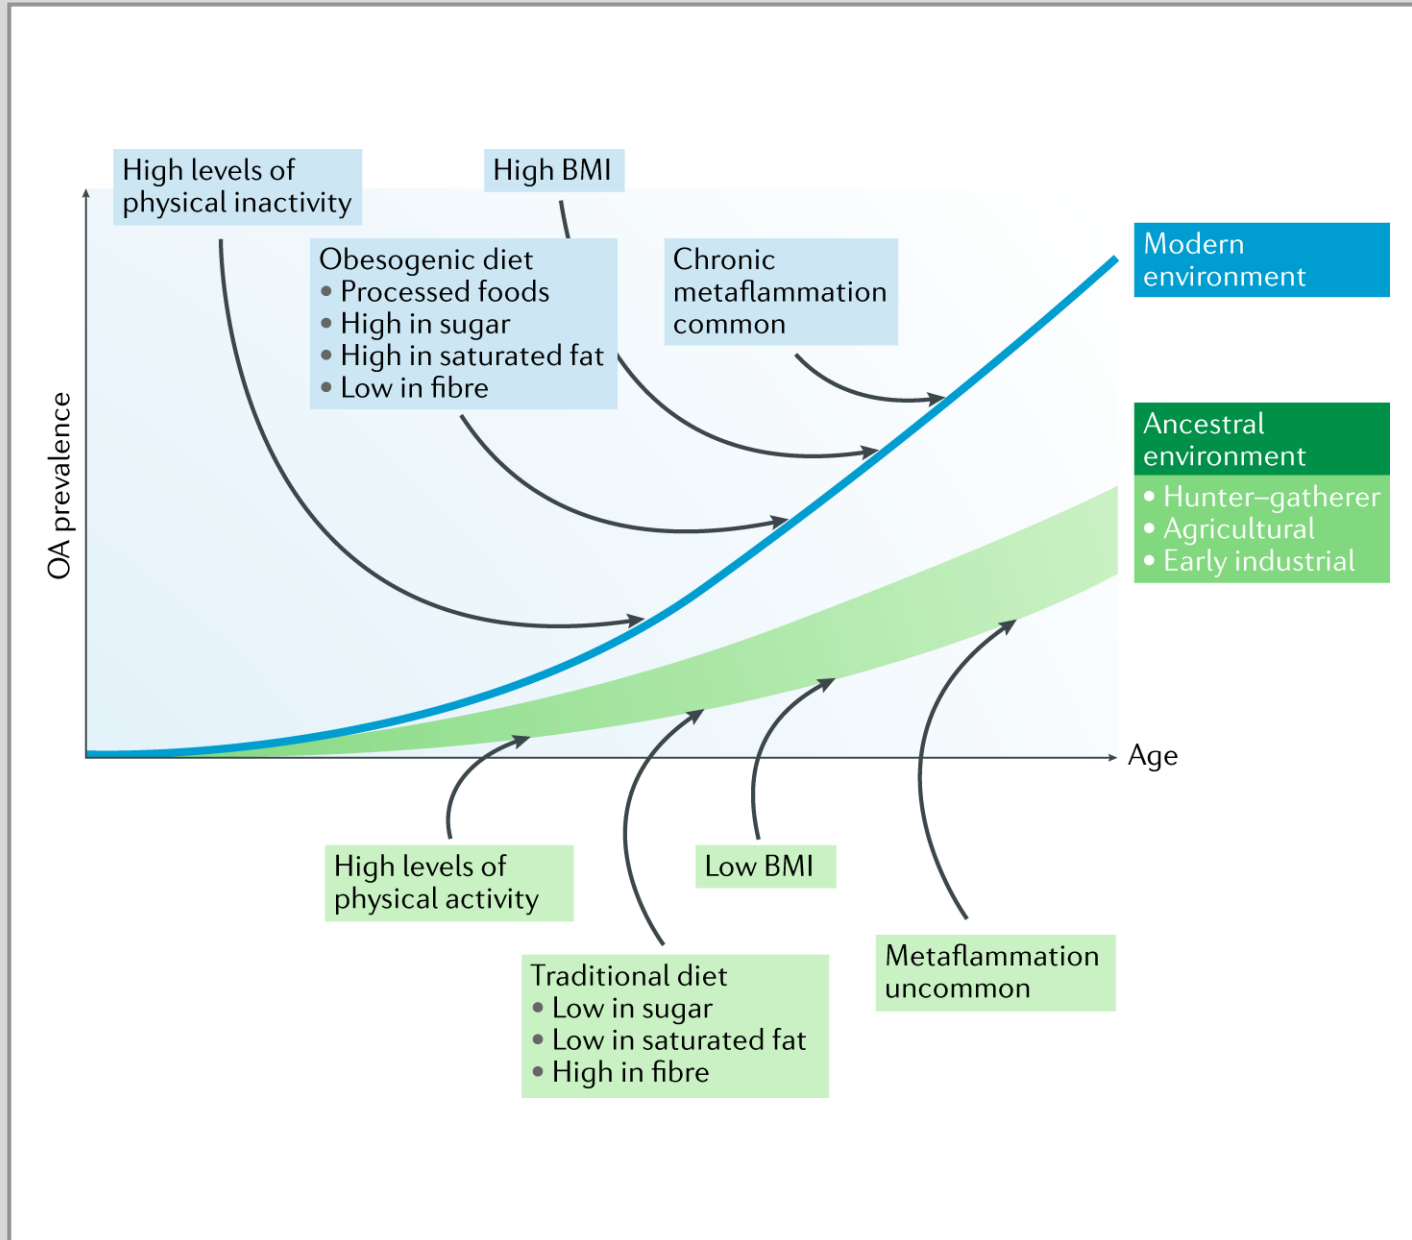 High levels of
physical inactivity
High BMI
Obesogenic diet
• Processed foods
• High in sugar
• High in saturated fat
• Low in fibre
Chronic
metaflammation
common
Modern
environment
Ancestral
environment
• Hunter–gatherer
• Agricultural
• Early industrial
OA prevalence
Age
High levels of
physical activity
Low BMI
Traditional diet
• Low in sugar
• Low in saturated fat
• High in fibre
Metaflammation
uncommon